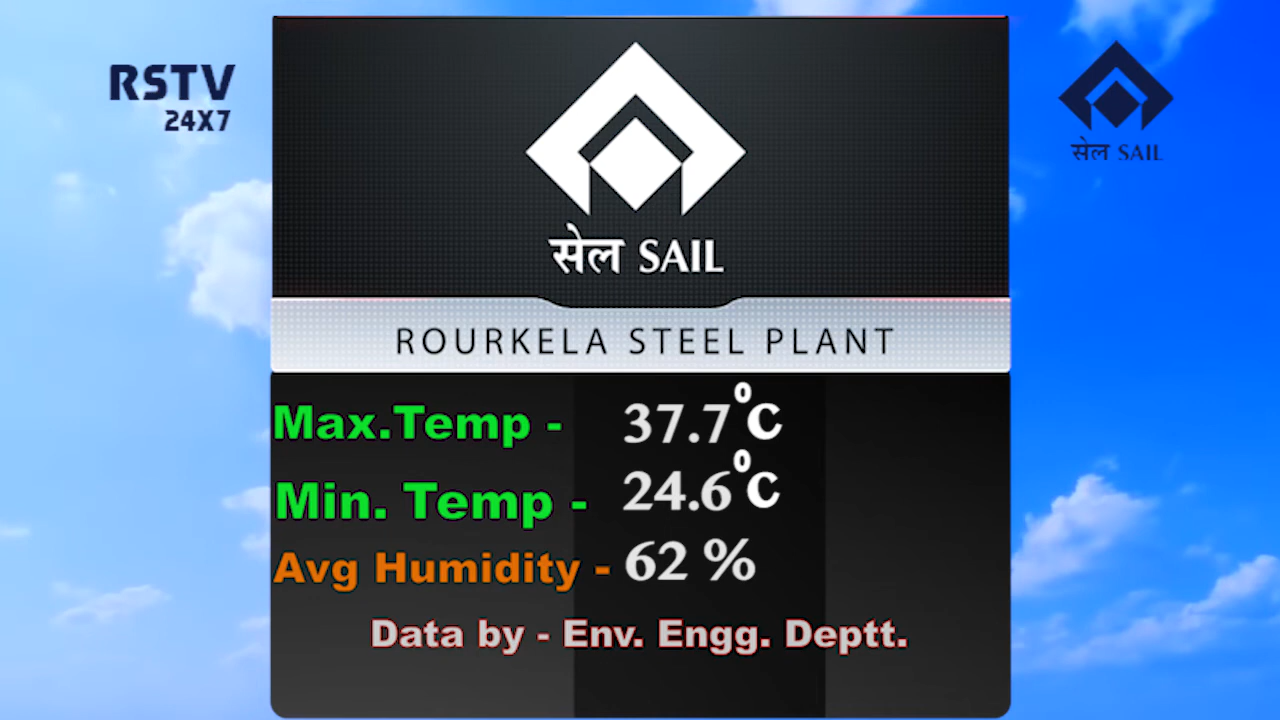 RSTV
24X7
सेल SAIL
सेल SAIL
ROURKELA STEEL PLANT
Max.Temp - 37.7°C
Min. Temp - 24.6°C
Avg Humidity - 62 %
Data by - Env. Engg. Deptt.